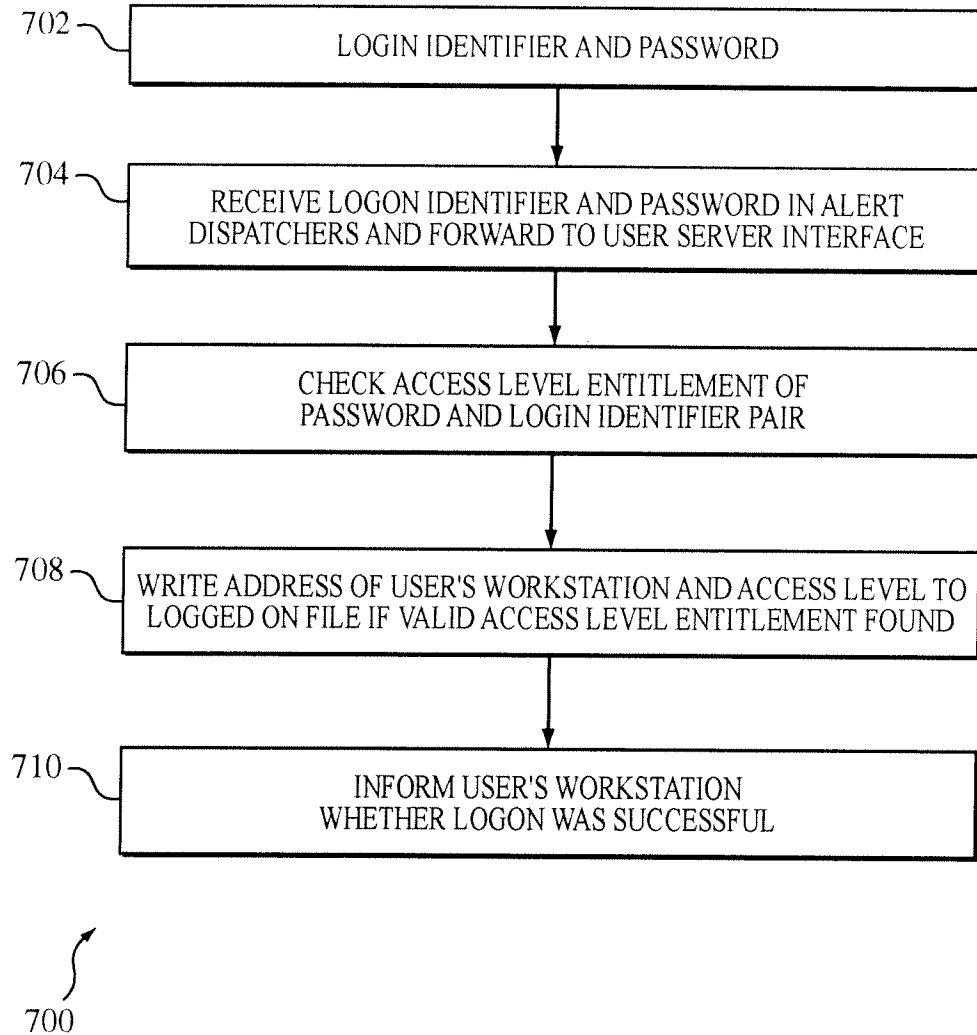 702
LOGIN IDENTIFIER AND PASSWORD
704
RECEIVE LOGON IDENTIFIER AND PASSWORD IN ALERT
DISPATCHERS AND FORWARD TO USER SERVER INTERFACE
706
CHECK ACCESS LEVEL ENTITLEMENT OF
PASSWORD AND LOGIN IDENTIFIER PAIR
708
WRITE ADDRESS OF USER'S WORKSTATION AND ACCESS LEVEL TO
LOGGED ON FILE IF VALID ACCESS LEVEL ENTITLEMENT FOUND
710
INFORM USER'S WORKSTATION
WHETHER LOGON WAS SUCCESSFUL
700